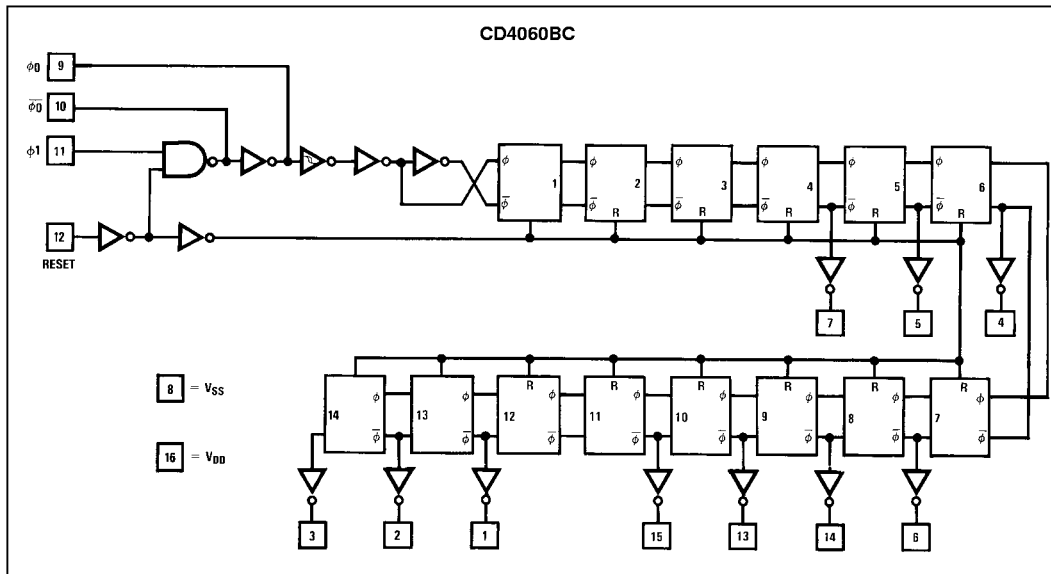 CD4060BC
ϕ0 9
ϕ̅0̅ 10
ϕ1 11
12
RESET
ϕ ϕ ϕ ϕ ϕ ϕ
1 2 3 4 5 6
ϕ̅ ϕ̅ ϕ̅ ϕ̅ ϕ̅ ϕ̅
R R R R R
7 5 4
8 = VSS
16 = VDD
R R R R R R
ϕ ϕ ϕ ϕ ϕ ϕ ϕ ϕ
14 13 12 11 10 9 8 7
ϕ̅ ϕ̅ ϕ̅ ϕ̅ ϕ̅ ϕ̅ ϕ̅ ϕ̅
3 2 1 15 13 14 6